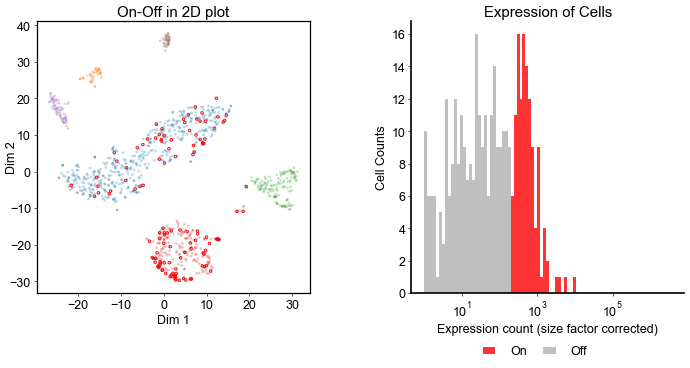 On-Off in 2D plot
40
30
20
10
0
−10
−20
−30
Dim 2
−20 −10 0 10 20 30
Dim 1
Expression of Cells
16
14
12
10
8
6
4
2
0
Cell Counts
10^1 10^3 10^5
Expression count (size factor corrected)
On Off